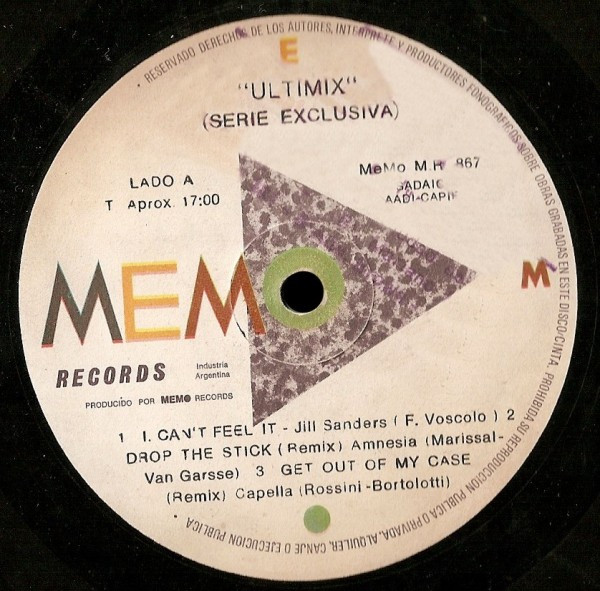 RESERVADO DERECHOS DE LOS AUTORES, INTERPRETE Y PRODUCTORES FONOGRAFICOS SOBRE OBRAS GRABADAS EN ESTE DISCO/CINTA. PROHIBIDA SU REPRODUCCION PUBLICA O PRIVADA, ALQUILER, CANJE O EJECUCION PUBLICA
E
"ULTIMIX"
(SERIE EXCLUSIVA)
LADO A
T Aprox. 17:00
MeMo M.R 867
SADAIC
AADI-CAPIF
MEM
M
RECORDS
Industria
Argentina
PRODUCIDO POR MEMO RECORDS
1 I. CAN'T FEEL IT - Jill Sanders ( F. Voscolo ) 2
DROP THE STICK (Remix) Amnesia (Marissal-
Van Garsse) 3 GET OUT OF MY CASE
(Remix) Capella (Rossini-Bortolotti)